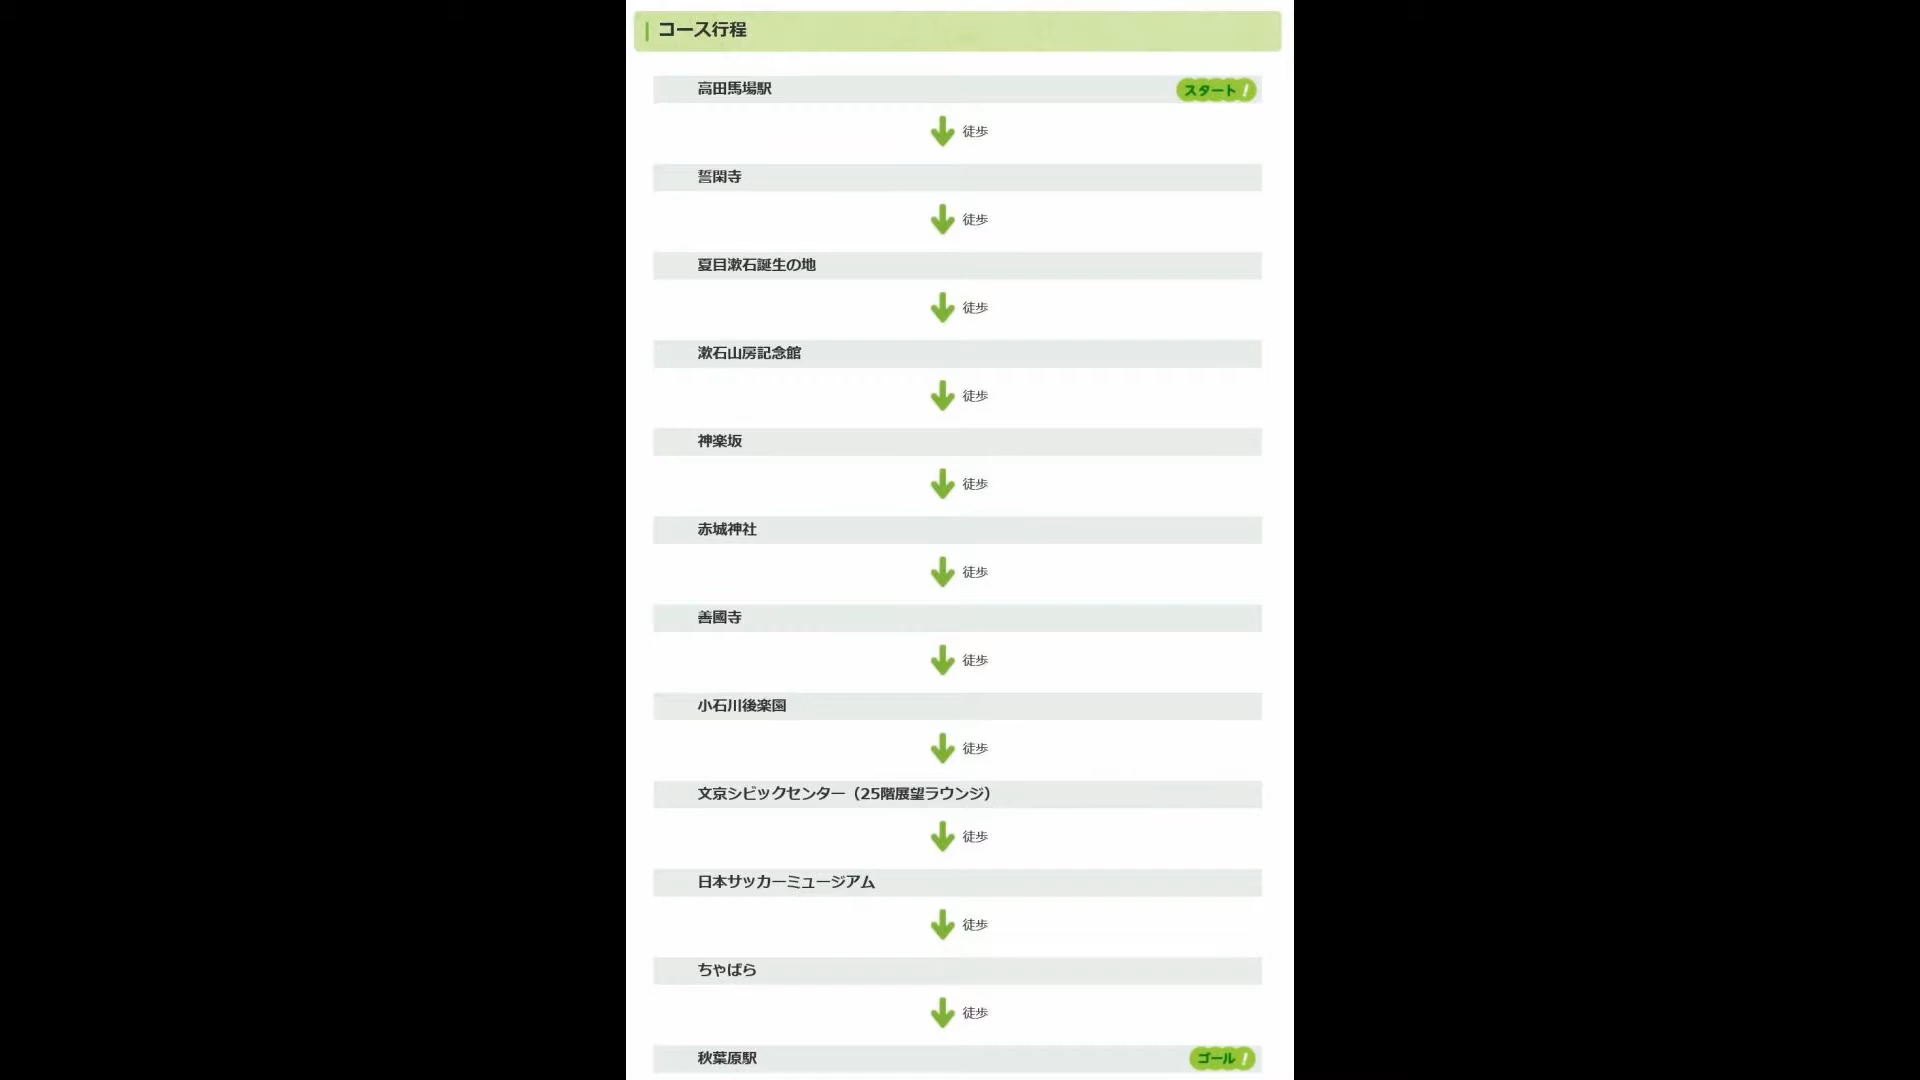 コース行程
高田馬場駅 スタート!
徒歩
誓閑寺
徒歩
夏目漱石誕生の地
徒歩
漱石山房記念館
徒歩
神楽坂
徒歩
赤城神社
徒歩
善國寺
徒歩
小石川後楽園
徒歩
文京シビックセンター（25階展望ラウンジ）
徒歩
日本サッカーミュージアム
徒歩
ちゃばら
徒歩
秋葉原駅 ゴール!